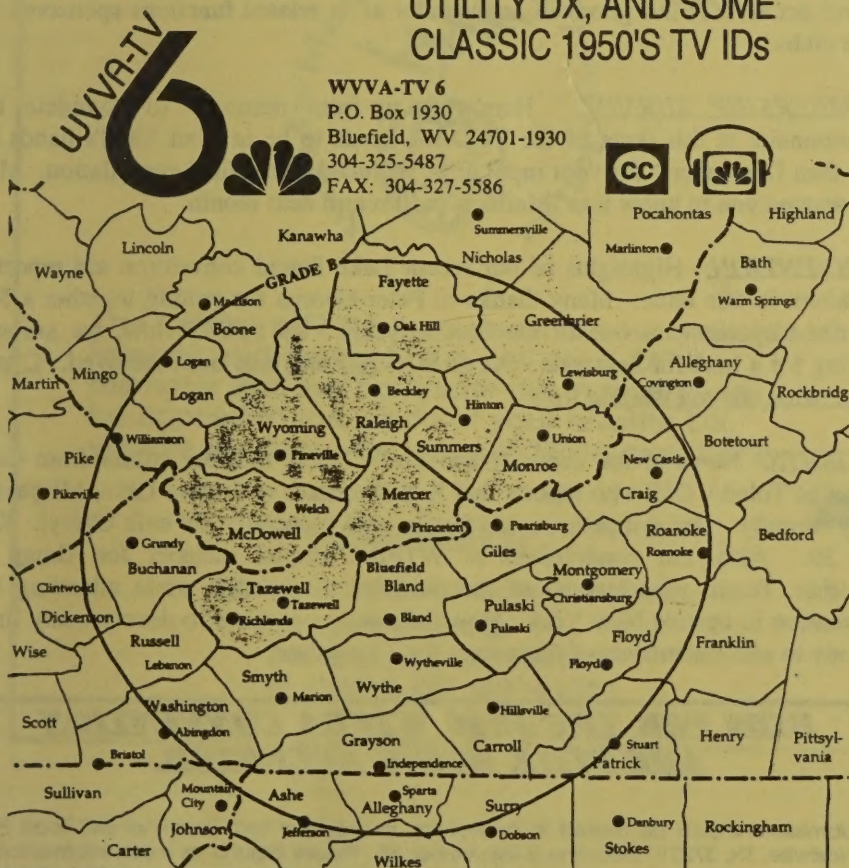 UTILITY DX, AND SOME
CLASSIC 1950'S TV IDs
WVVA-TV
6
WVVA-TV 6
P.O. Box 1930
Bluefield, WV 24701-1930
304-325-5487
FAX: 304-327-5586
CC
Pocahontas
Highland
Summersville
Kanawha
Lincoln
Nicholas
Marlinton
Wayne
GRADE B
Fayette
Bath
Warm Springs
Madison
Greenbrier
Boone
Oak Hill
Logan
Alleghany
Martin
Mingo
Lewisburg
Covington
Logan
Beckley
Rockbridg
Hinton
Wyoming
Raleigh
Botetourt
Williamson
Summers
Union
Pike
Pineville
Monroe
New Castle
Mercer
Craig
Pikeville
Welch
Princeton
Pearisburg
Roanoke
McDowell
Bedford
Grundy
Giles
Roanoke
Buchanan
Bluefield
Montgomery
Clintwood
Tazewell
Bland
Christiansburg
Dickenson
Tazewell
Pulaski
Richlands
Bland
Pulaski
Floyd
Franklin
Russell
Wise
Lebanon
Wytheville
Floyd
Smyth
Wythe
Marion
Washington
Hillsville
Scott
Abingdon
Grayson
Carroll
Henry
Pittsyl-
vania
Stuart
Bristol
Independence
Patrick
Sullivan
Mountain
City
Ashe
Sparta
Alleghany
Surry
Johnson
Jefferson
Dobson
Danbury
Rockingham
Carter
Stokes
Wilkes